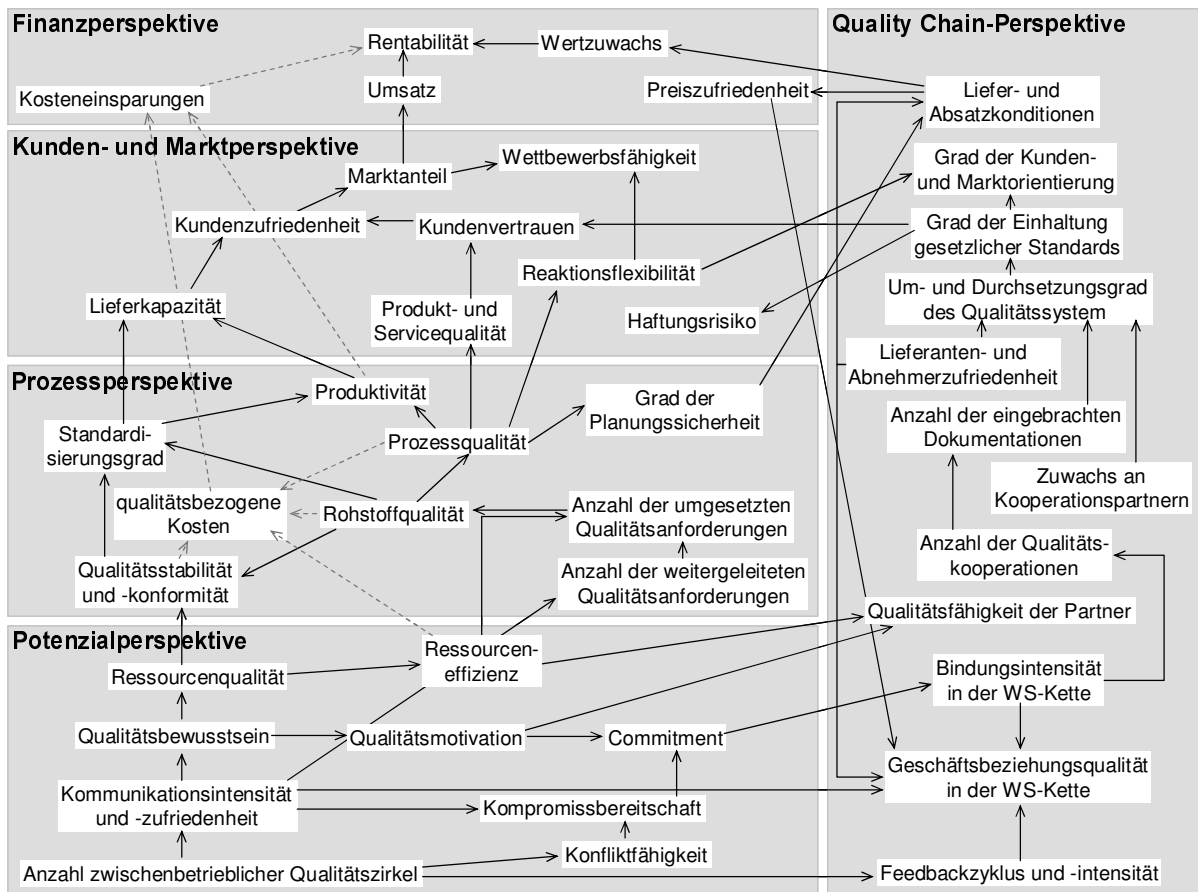 Finanzperspektive
Rentabilität
Wertzuwachs
Kosteneinsparungen
Umsatz
Preiszufriedenheit
Kunden- und Marktperspektive
Wettbewerbsfähigkeit
Marktanteil
Kundenzufriedenheit
Kundenvertrauen
Reaktionsflexibilität
Lieferkapazität
Produkt- und
Servicequalität
Haftungsrisiko
Prozessperspektive
Produktivität
Grad der
Planungssicherheit
Standardi-
sierungsgrad
Prozessqualität
qualitätsbezogene
Kosten
Rohstoffqualität
Anzahl der umgesetzten
Qualitätsanforderungen
Qualitätsstabilität
und -konformität
Anzahl der weitergeleiteten
Qualitätsanforderungen
Potenzialperspektive
Ressourcen-
effizienz
Ressourcenqualität
Qualitätsbewusstsein
Qualitätsmotivation
Commitment
Kommunikationsintensität
und -zufriedenheit
Kompromissbereitschaft
Konfliktfähigkeit
Anzahl zwischenbetrieblicher Qualitätszirkel
Quality Chain-Perspektive
Liefer- und
Absatzkonditionen
Grad der Kunden-
und Marktorientierung
Grad der Einhaltung
gesetzlicher Standards
Um- und Durchsetzungsgrad
des Qualitätssystem
Lieferanten- und
Abnehmerzufriedenheit
Anzahl der eingebrachten
Dokumentationen
Zuwachs an
Kooperationspartnern
Anzahl der Qualitäts-
kooperationen
Qualitätsfähigkeit der Partner
Bindungsintensität
in der WS-Kette
Geschäftsbeziehungsqualität
in der WS-Kette
Feedbackzyklus und -intensität